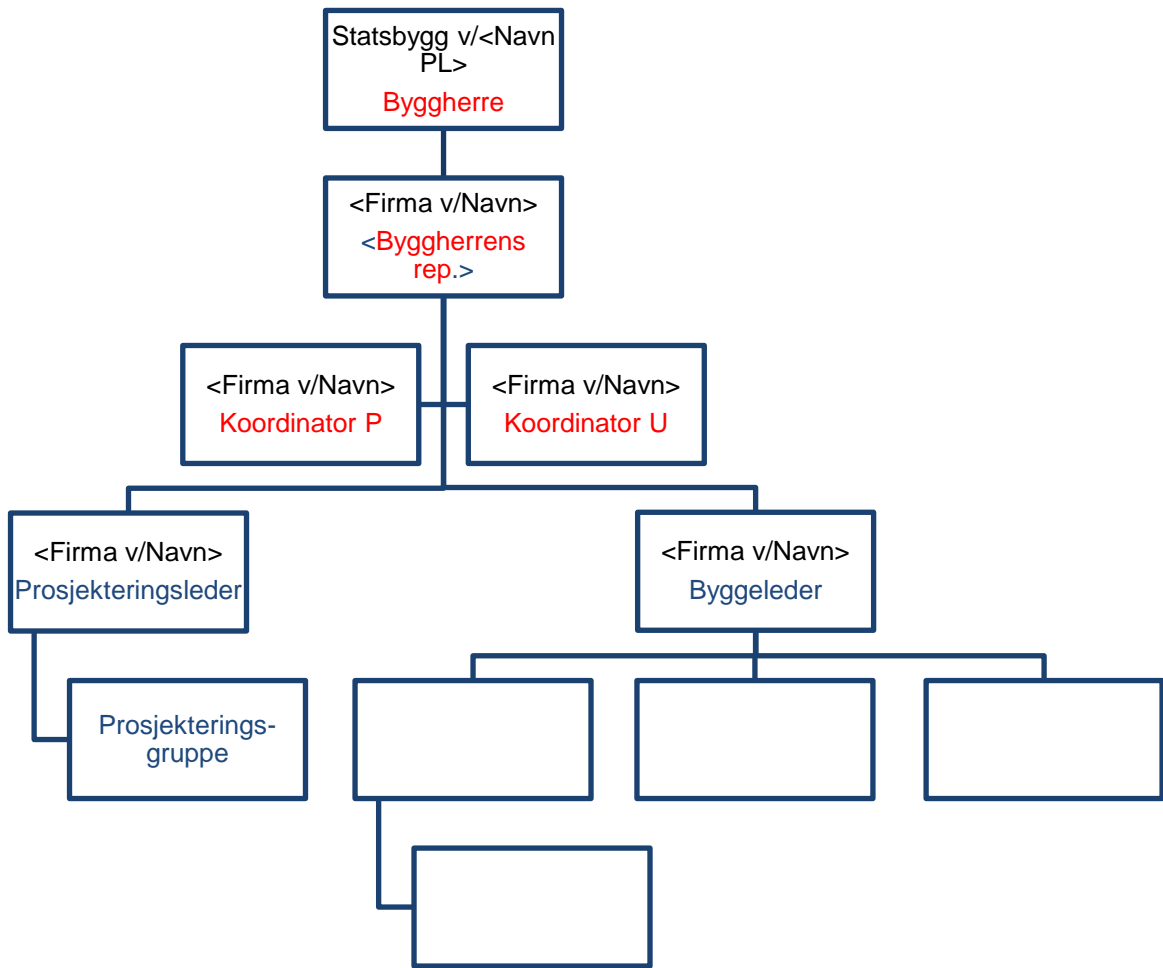 Statsbygg v/<Navn
PL>
Byggherre
<Firma v/Navn>
<Byggherrens
rep.>
<Firma v/Navn>
Koordinator P
<Firma v/Navn>
Koordinator U
<Firma v/Navn>
Prosjekteringsleder
<Firma v/Navn>
Byggeleder
Prosjekterings-
gruppe